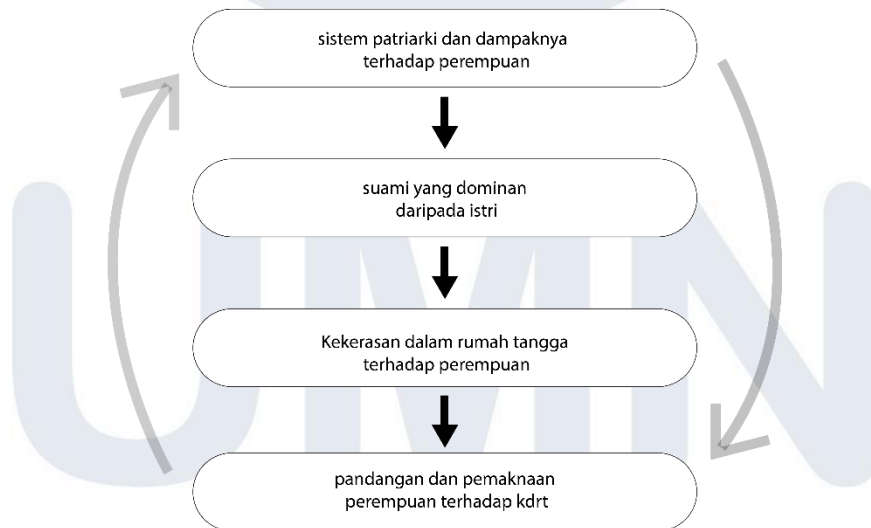 sistem patriarki dan dampaknya
terhadap perempuan
suami yang dominan
daripada istri
Kekerasan dalam rumah tangga
terhadap perempuan
pandangan dan pemaknaan
perempuan terhadap kdrt
UMN